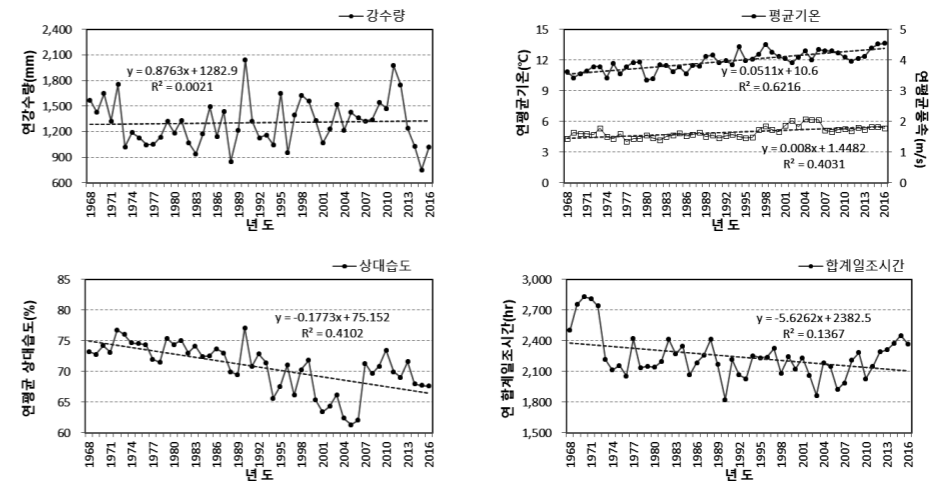 강수량
2,400
2,100
1,800
1,500
1,200
900
600
연강수량(mm)
y = 0.8763x + 1282.9
R² = 0.0021
1968 1971 1974 1977 1980 1983 1986 1989 1992 1995 1998 2001 2004 2007 2010 2013 2016
년 도
평균기온
15
12
9
6
3
0
연평균기온(℃)
y = 0.0511x + 10.6
R² = 0.6216
y = 0.008x + 1.4482
R² = 0.4031
5
4
3
2
1
0
연평균풍속(m/s)
1968 1971 1974 1977 1980 1983 1986 1989 1992 1995 1998 2001 2004 2007 2010 2013 2016
년 도
상대습도
85
80
75
70
65
60
연평균 상대습도(%)
y = -0.1773x + 75.152
R² = 0.4102
1968 1971 1974 1977 1980 1983 1986 1989 1992 1995 1998 2001 2004 2007 2010 2013 2016
년 도
합계일조시간
3,000
2,700
2,400
2,100
1,800
1,500
연 합계일조시간(hr)
y = -5.6262x + 2382.5
R² = 0.1367
1968 1971 1974 1977 1980 1983 1986 1989 1992 1995 1998 2001 2004 2007 2010 2013 2016
년 도